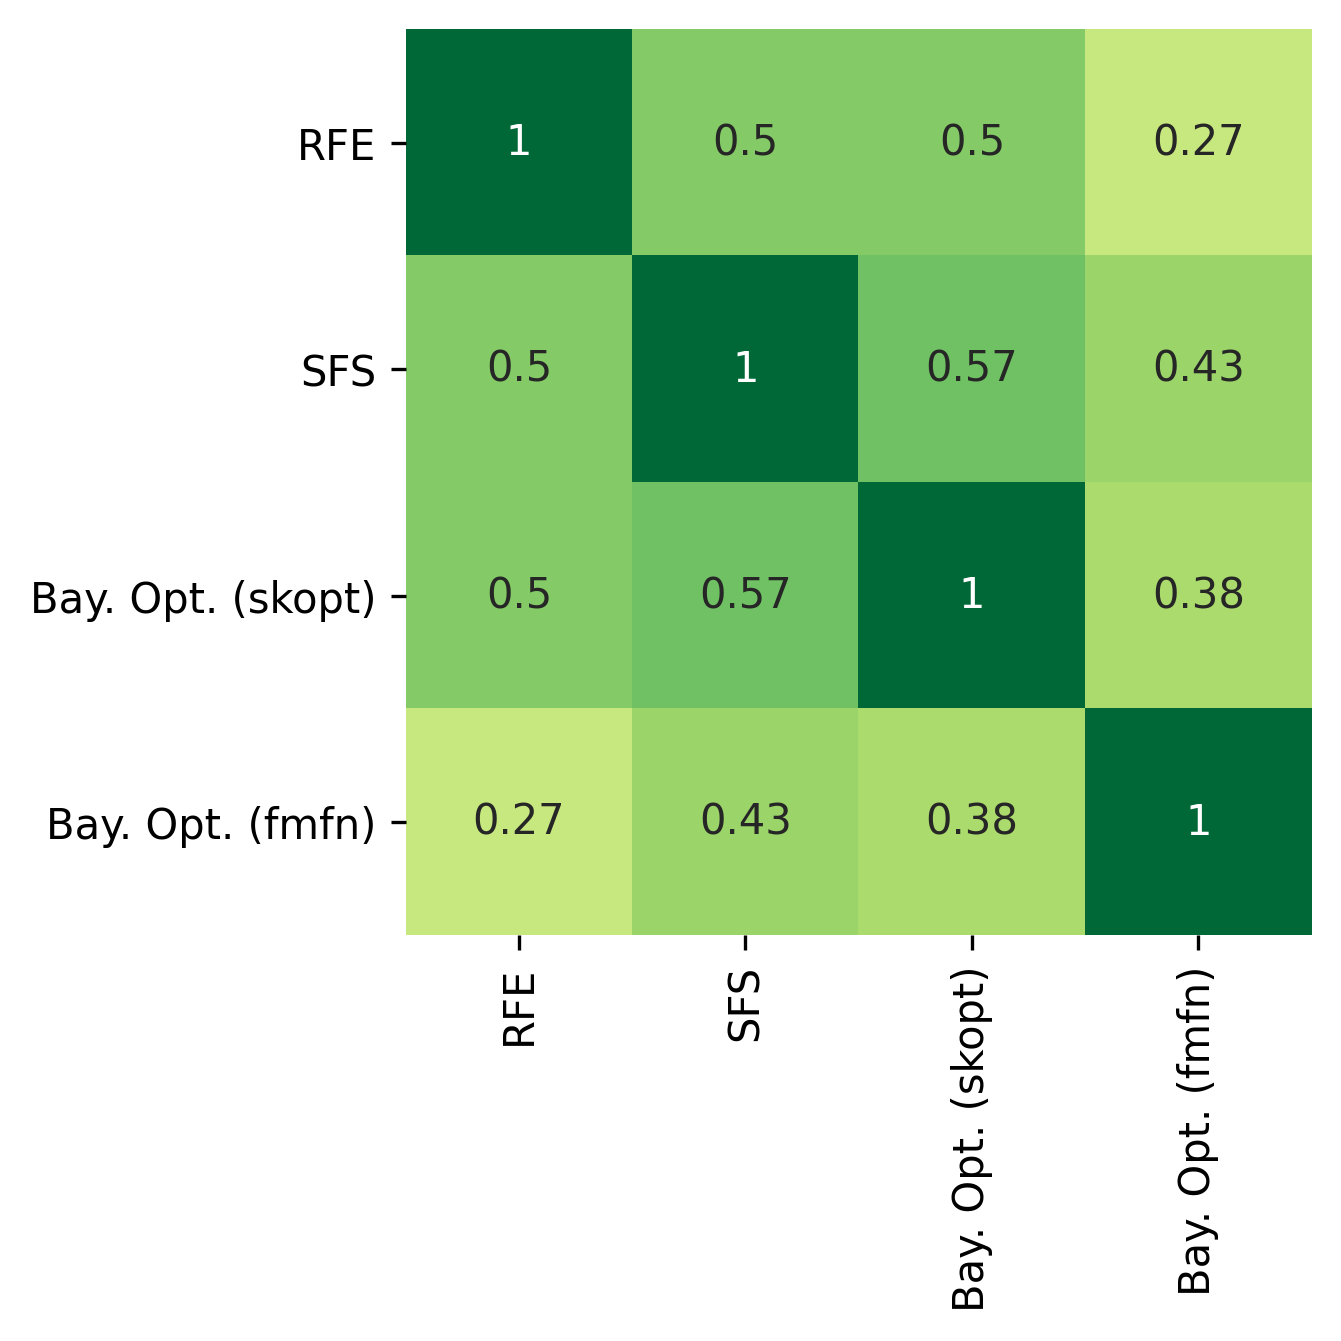 RFE 1 0.5 0.5 0.27
SFS 0.5 1 0.57 0.43
Bay. Opt. (skopt) 0.5 0.57 1 0.38
Bay. Opt. (fmfn) 0.27 0.43 0.38 1
RFE
SFS
Bay. Opt. (skopt)
Bay. Opt. (fmfn)